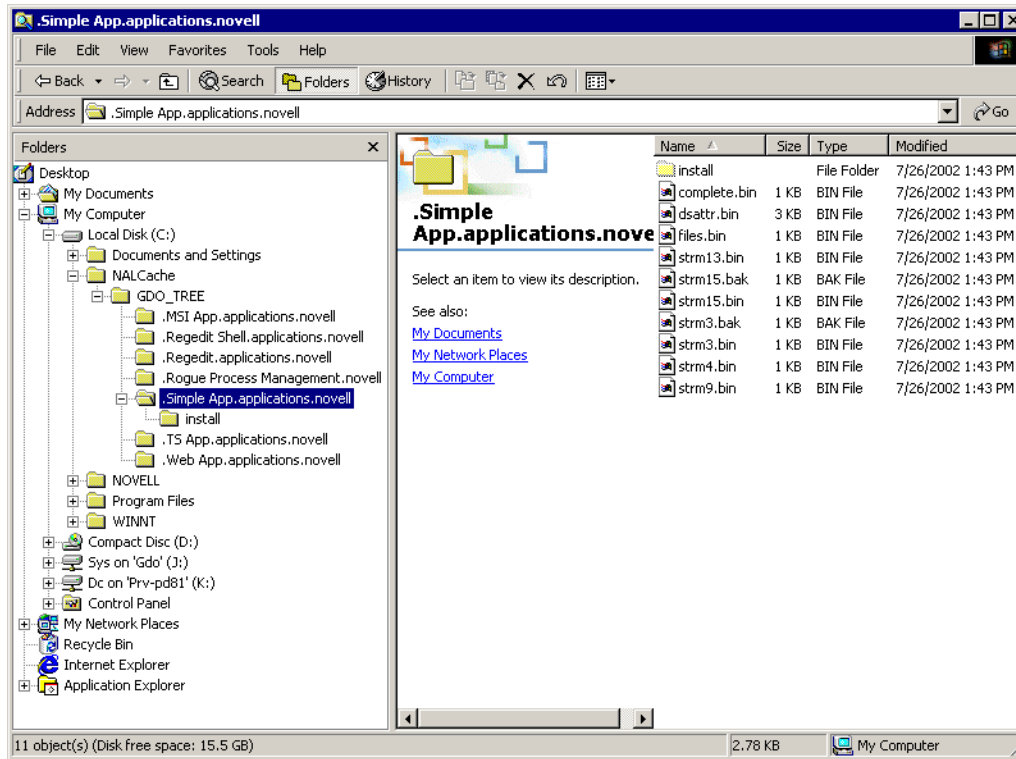 .Simple App.applications.novell
File Edit View Favorites Tools Help
Back Search Folders History
Address .Simple App.applications.novell Go
Folders
Desktop
My Documents
My Computer
Local Disk (C:)
Documents and Settings
NALCache
GDO_TREE
.MSI App.applications.novell
.Regedit Shell.applications.novell
.Regedit.applications.novell
.Rogue Process Management.novell
.Simple App.applications.novell
install
.TS App.applications.novell
.Web App.applications.novell
NOVELL
Program Files
WINNT
Compact Disc (D:)
Sys on 'Gdo' (J:)
Dc on 'Prv-pd81' (K:)
Control Panel
My Network Places
Recycle Bin
Internet Explorer
Application Explorer
.Simple
App.applications.nove
Select an item to view its description.
See also:
My Documents
My Network Places
My Computer
Name Size Type Modified
install File Folder 7/26/2002 1:43 PM
complete.bin 1 KB BIN File 7/26/2002 1:43 PM
dsattr.bin 3 KB BIN File 7/26/2002 1:43 PM
files.bin 1 KB BIN File 7/26/2002 1:43 PM
strm13.bin 1 KB BIN File 7/26/2002 1:43 PM
strm15.bak 1 KB BAK File 7/26/2002 1:43 PM
strm15.bin 1 KB BIN File 7/26/2002 1:43 PM
strm3.bak 1 KB BAK File 7/26/2002 1:43 PM
strm3.bin 1 KB BIN File 7/26/2002 1:43 PM
strm4.bin 1 KB BIN File 7/26/2002 1:43 PM
strm9.bin 1 KB BIN File 7/26/2002 1:43 PM
11 object(s) (Disk free space: 15.5 GB) 2.78 KB My Computer